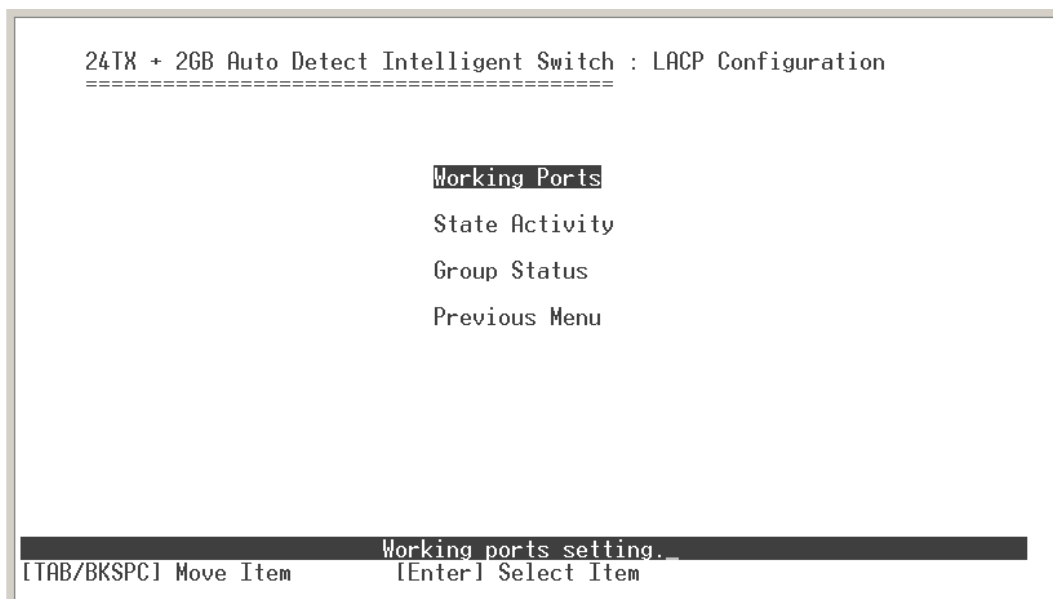 24TX + 2GB Auto Detect Intelligent Switch : LACP Configuration
=========================================
Working Ports
State Activity
Group Status
Previous Menu
Working ports setting._
[TAB/BKSPC] Move Item [Enter] Select Item